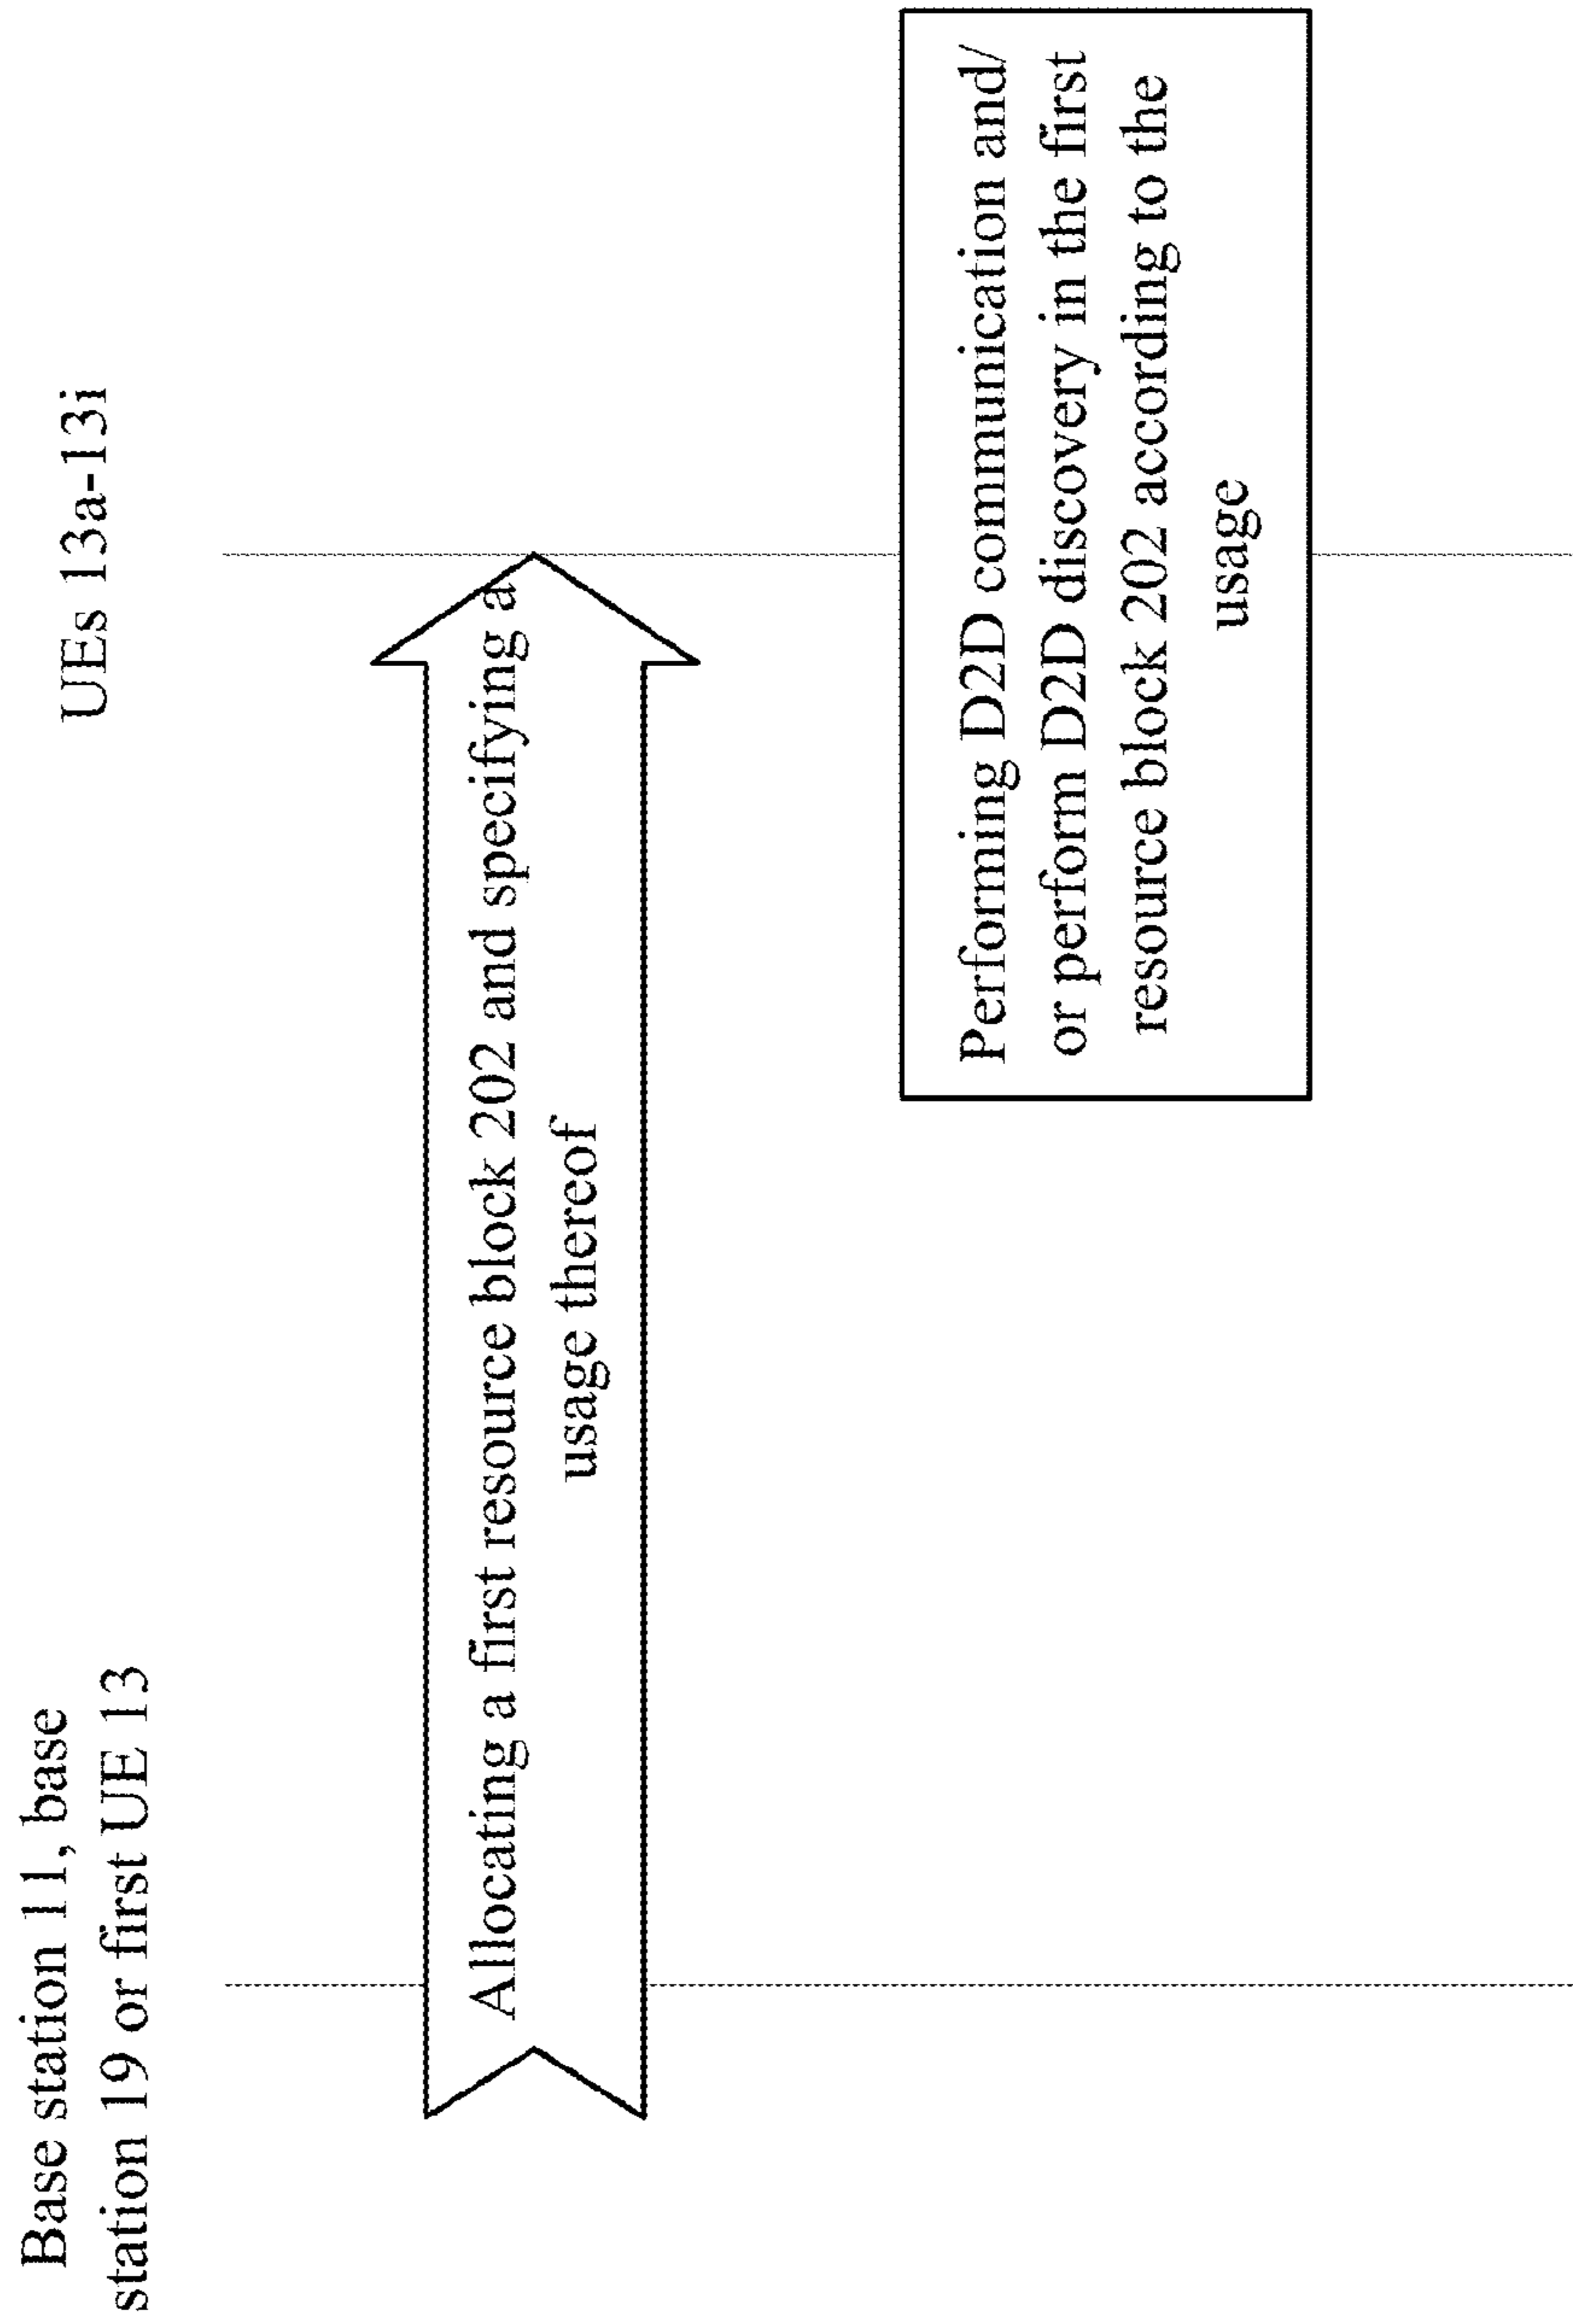 Base station 11, base
station 19 or first UE 13
UEs 13a-13i
Allocating a first resource block 202 and specifying a
usage thereof
Performing D2D communication and/
or perform D2D discovery in the first
resource block 202 according to the
usage